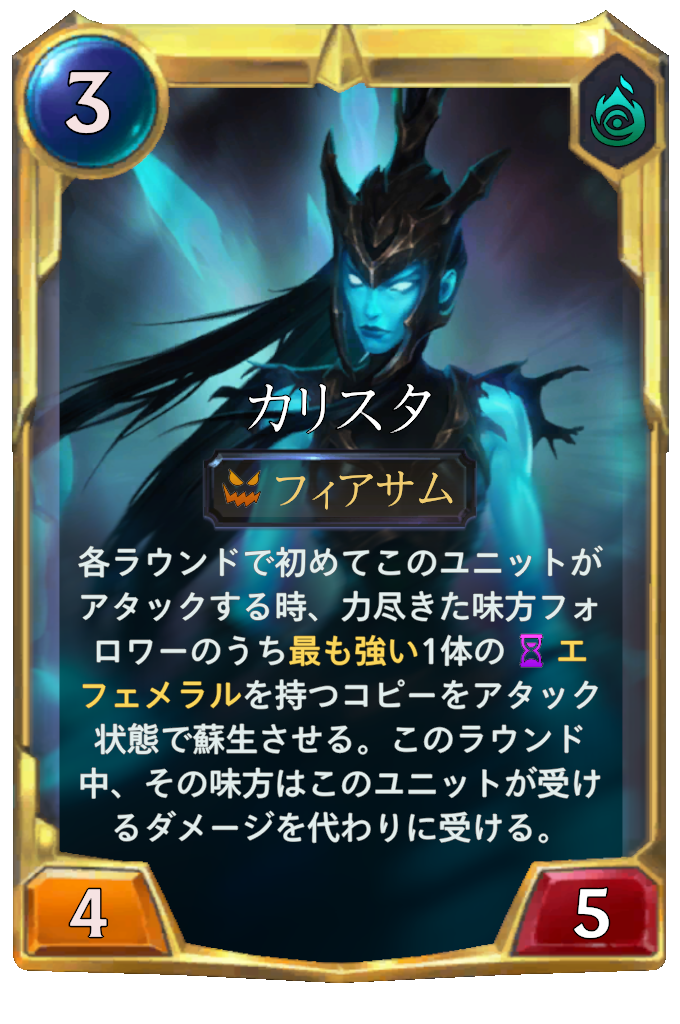 3
カリスタ
フィアサム
各ラウンドで初めてこのユニットが
アタックする時、力尽きた味方フォ
ロワーのうち最も強い1体の エ
フェメラルを持つコピーをアタック
状態で蘇生させる。このラウンド
中、その味方はこのユニットが受け
るダメージを代わりに受ける。
4
5